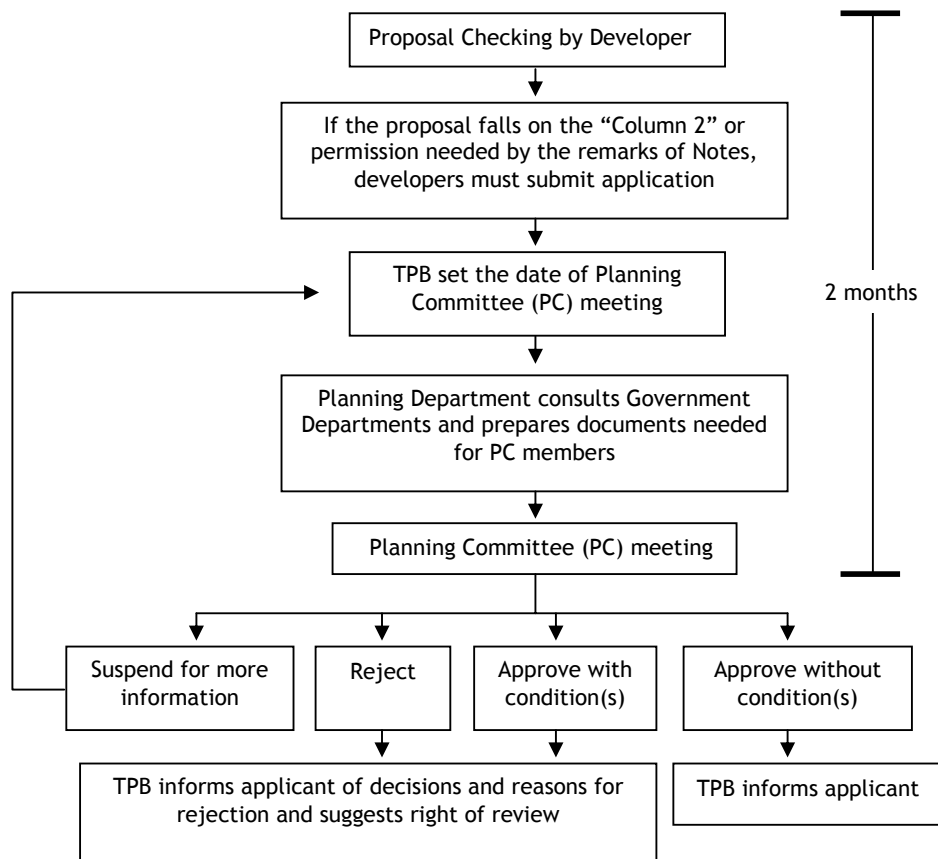 Proposal Checking by Developer
If the proposal falls on the “Column 2” or
permission needed by the remarks of Notes,
developers must submit application
TPB set the date of Planning
Committee (PC) meeting
2 months
Planning Department consults Government
Departments and prepares documents needed
for PC members
Planning Committee (PC) meeting
Suspend for more
information
Reject
Approve with
condition(s)
Approve without
condition(s)
TPB informs applicant of decisions and reasons for
rejection and suggests right of review
TPB informs applicant